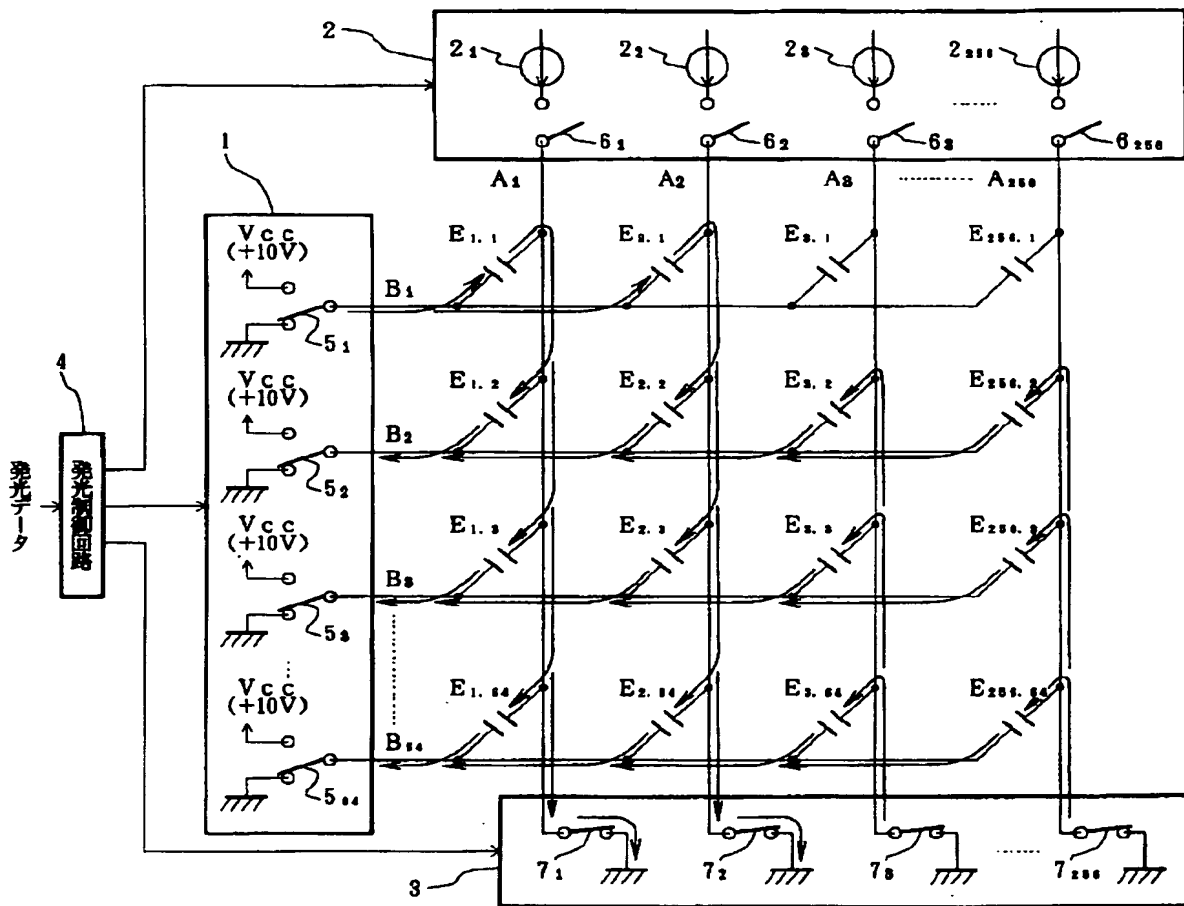 2
2₁
2₂
2₃
2₂₅₆
6₁
6₂
6₃
6₂₅₆
1
A₁
A₂
A₃
A₂₅₆
Vcc
(+10V)
E₁.₁
E₂.₁
E₃.₁
E₂₅₆.₁
B₁
5₁
4
Vcc
(+10V)
E₁.₂
E₂.₂
E₃.₂
E₂₅₆.₂
B₂
5₂
発光データ
発光制御回路
Vcc
(+10V)
E₁.₃
E₂.₃
E₃.₃
E₂₅₆.₃
B₃
5₃
Vcc
(+10V)
E₁.₆₄
E₂.₆₄
E₃.₆₄
E₂₅₆.₆₄
B₆₄
5₆₄
3
7₁
7₂
7₃
7₂₅₆